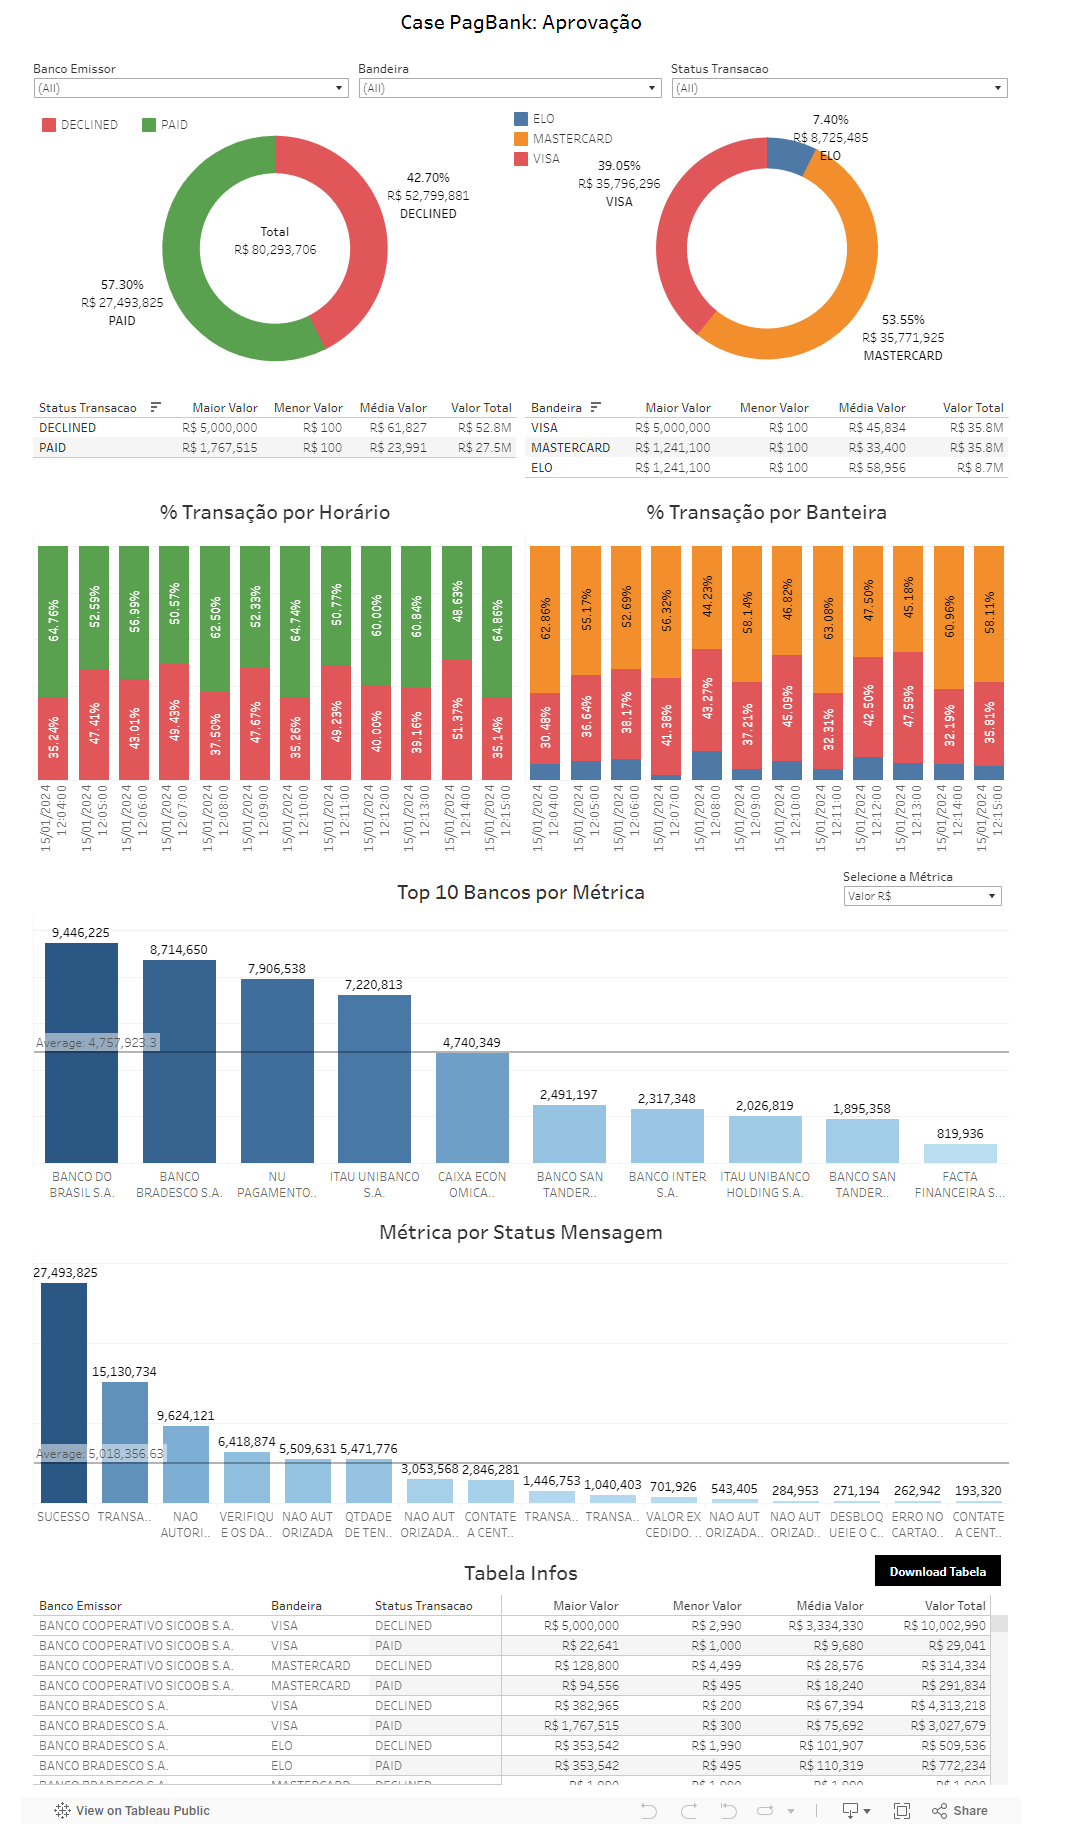 Case PagBank: Aprovação
Banco Emissor
Bandeira
Status Transacao
(All)
(All)
(All)
DECLINED
PAID
42.70%
R$ 52,799,881
DECLINED
Total
R$ 80,293,706
57.30%
R$ 27,493,825
PAID
ELO
MASTERCARD
VISA
7.40%
R$ 8,725,485
ELO
39.05%
R$ 35,796,296
VISA
53.55%
R$ 35,771,925
MASTERCARD
Status Transacao Maior Valor Menor Valor Média Valor Valor Total
DECLINED R$ 5,000,000 R$ 100 R$ 61,827 R$ 52.8M
PAID R$ 1,767,515 R$ 100 R$ 23,991 R$ 27.5M
Bandeira Maior Valor Menor Valor Média Valor Valor Total
VISA R$ 5,000,000 R$ 100 R$ 45,834 R$ 35.8M
MASTERCARD R$ 1,241,100 R$ 100 R$ 33,400 R$ 35.8M
ELO R$ 1,241,100 R$ 100 R$ 58,956 R$ 8.7M
% Transação por Horário
64.76% 52.59% 56.99% 50.57% 62.50% 52.33% 64.74% 50.77% 60.00% 60.84% 48.63% 64.86%
35.24% 47.41% 43.01% 49.43% 37.50% 47.67% 35.26% 49.23% 40.00% 39.16% 51.37% 35.14%
15/01/2024 12:04:00
15/01/2024 12:05:00
15/01/2024 12:06:00
15/01/2024 12:07:00
15/01/2024 12:08:00
15/01/2024 12:09:00
15/01/2024 12:10:00
15/01/2024 12:11:00
15/01/2024 12:12:00
15/01/2024 12:13:00
15/01/2024 12:14:00
15/01/2024 12:15:00
% Transação por Banteira
62.86% 55.17% 52.69% 56.32% 44.23% 58.14% 46.82% 63.08% 47.50% 45.18% 60.96% 58.11%
30.48% 36.64% 38.17% 41.38% 43.27% 37.21% 45.09% 32.31% 42.50% 47.59% 32.19% 35.81%
15/01/2024 12:04:00
15/01/2024 12:05:00
15/01/2024 12:06:00
15/01/2024 12:07:00
15/01/2024 12:08:00
15/01/2024 12:09:00
15/01/2024 12:10:00
15/01/2024 12:11:00
15/01/2024 12:12:00
15/01/2024 12:13:00
15/01/2024 12:14:00
15/01/2024 12:15:00
Top 10 Bancos por Métrica
Selecione a Métrica
Valor R$
9,446,225
8,714,650
7,906,538
7,220,813
4,740,349
2,491,197
2,317,348
2,026,819
1,895,358
819,936
Average: 4,757,923.3
BANCO DO BRASIL S.A.
BANCO BRADESCO S.A.
NU PAGAMENTO..
ITAU UNIBANCO S.A.
CAIXA ECON OMICA..
BANCO SAN TANDER..
BANCO INTER S.A.
ITAU UNIBANCO HOLDING S.A.
BANCO SAN TANDER..
FACTA FINANCEIRA S...
Métrica por Status Mensagem
27,493,825
15,130,734
9,624,121
6,418,874
5,509,631
5,471,776
3,053,568
2,846,281
1,446,753
1,040,403
701,926
543,405
284,953
271,194
262,942
193,320
Average: 5,018,356.63
SUCESSO
TRANSA..
NAO AUTORI..
VERIFIQU E OS DA..
NAO AUT ORIZADA
QTDADE DE TEN..
NAO AUT ORIZADA..
CONTATE A CENT..
TRANSA..
TRANSA..
VALOR EX CEDIDO. ..
NAO AUT ORIZADA..
NAO AUT ORIZAD..
DESBLOQ UEIE O C..
ERRO NO CARTAO..
CONTATE A CENT..
Tabela Infos
Download Tabela
Banco Emissor Bandeira Status Transacao Maior Valor Menor Valor Média Valor Valor Total
BANCO COOPERATIVO SICOOB S.A. VISA DECLINED R$ 5,000,000 R$ 2,990 R$ 3,334,330 R$ 10,002,990
BANCO COOPERATIVO SICOOB S.A. VISA PAID R$ 22,641 R$ 1,000 R$ 9,680 R$ 29,041
BANCO COOPERATIVO SICOOB S.A. MASTERCARD DECLINED R$ 128,800 R$ 4,499 R$ 28,576 R$ 314,334
BANCO COOPERATIVO SICOOB S.A. MASTERCARD PAID R$ 94,556 R$ 495 R$ 18,240 R$ 291,834
BANCO BRADESCO S.A. VISA DECLINED R$ 382,965 R$ 200 R$ 67,394 R$ 4,313,218
BANCO BRADESCO S.A. VISA PAID R$ 1,767,515 R$ 300 R$ 75,692 R$ 3,027,679
BANCO BRADESCO S.A. ELO DECLINED R$ 353,542 R$ 1,990 R$ 101,907 R$ 509,536
BANCO BRADESCO S.A. ELO PAID R$ 353,542 R$ 495 R$ 110,319 R$ 772,234
BANCO BRADESCO S.A. MASTERCARD DECLINED R$ 1,990 R$ 1,990 R$ 1,990 R$ 1,990
View on Tableau Public
Share